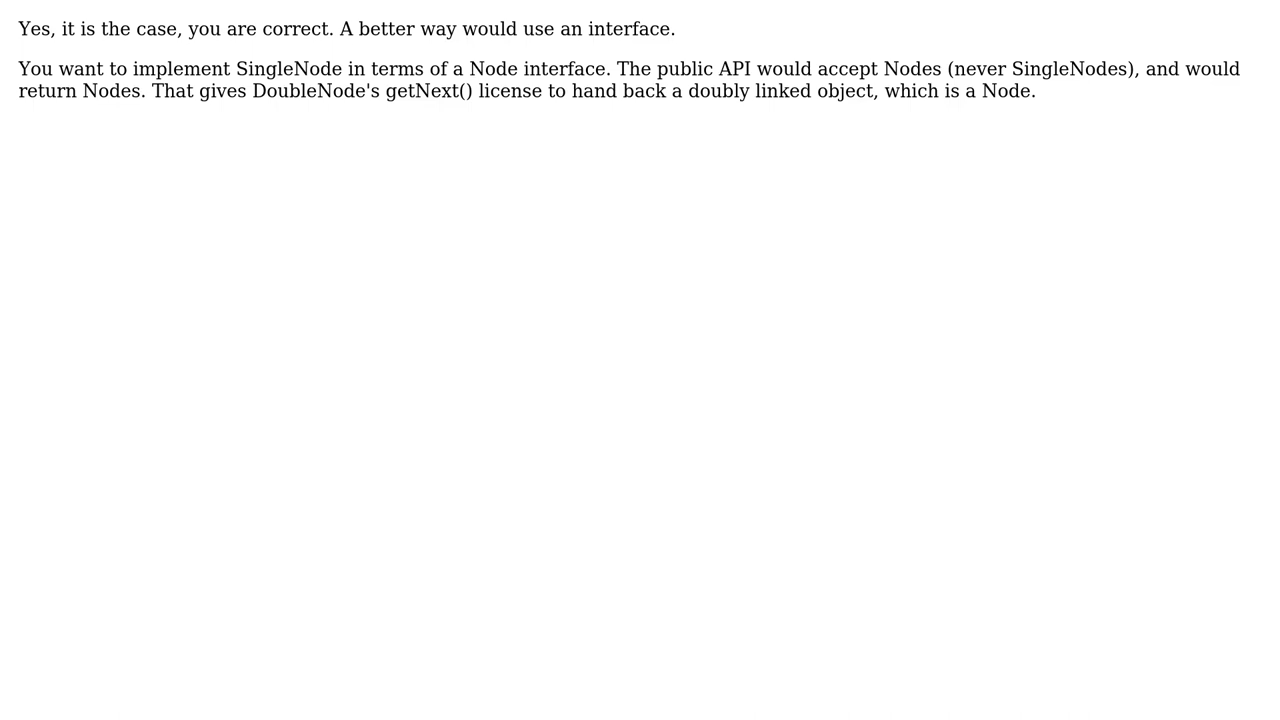 Yes, it is the case, you are correct. A better way would use an interface.
You want to implement SingleNode in terms of a Node interface. The public API would accept Nodes (never SingleNodes), and would
return Nodes. That gives DoubleNode's getNext() license to hand back a doubly linked object, which is a Node.